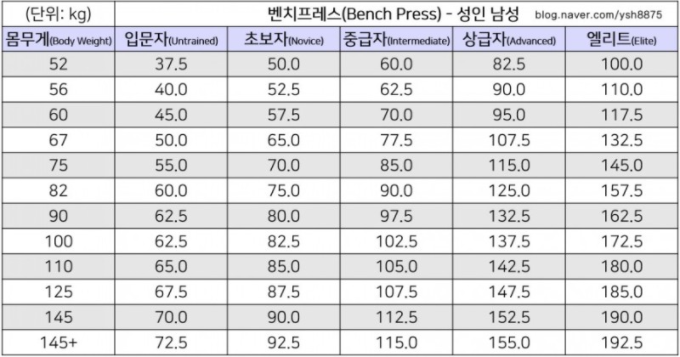 (단위: kg) 벤치프레스(Bench Press) - 성인 남성 blog.naver.com/ysh8875
몸무게(Body Weight) 입문자(Untrained) 초보자(Novice) 중급자(Intermediate) 상급자(Advanced) 엘리트(Elite)
52 37.5 50.0 60.0 82.5 100.0
56 40.0 52.5 62.5 90.0 110.0
60 45.0 57.5 70.0 95.0 117.5
67 50.0 65.0 77.5 107.5 132.5
75 55.0 70.0 85.0 115.0 145.0
82 60.0 75.0 90.0 125.0 157.5
90 62.5 80.0 97.5 132.5 162.5
100 62.5 82.5 102.5 137.5 172.5
110 65.0 85.0 105.0 142.5 180.0
125 67.5 87.5 107.5 147.5 185.0
145 70.0 90.0 112.5 152.5 190.0
145+ 72.5 92.5 115.0 155.0 192.5